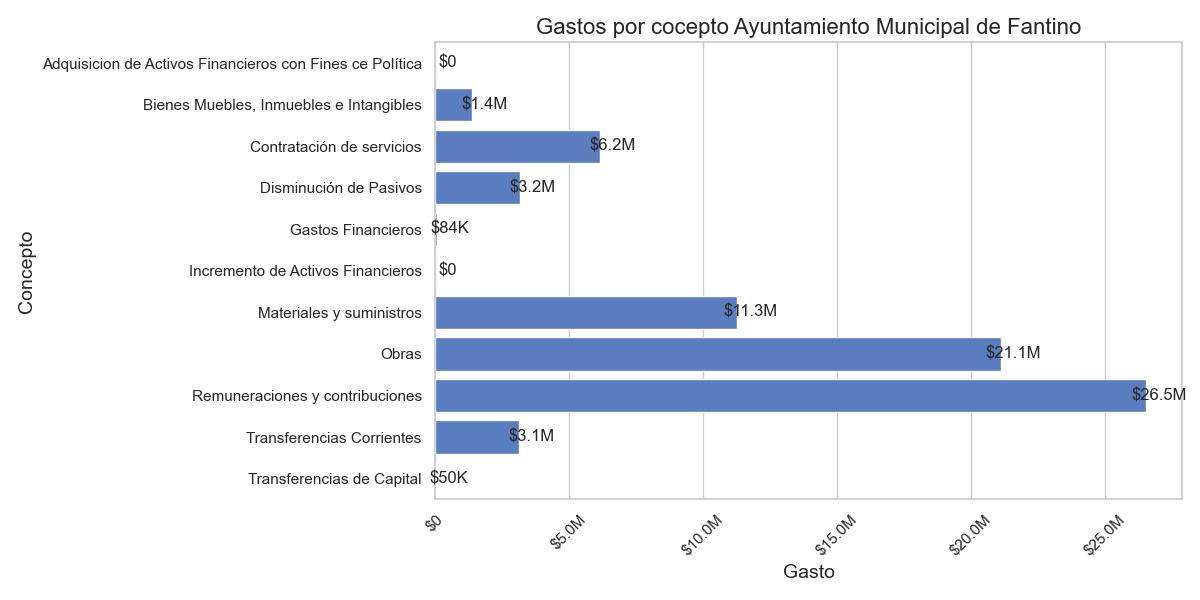 Gastos por cocepto Ayuntamiento Municipal de Fantino
Concepto
Adquisicion de Activos Financieros con Fines ce Política $0
Bienes Muebles, Inmuebles e Intangibles $1.4M
Contratación de servicios $6.2M
Disminución de Pasivos $3.2M
Gastos Financieros $84K
Incremento de Activos Financieros $0
Materiales y suministros $11.3M
Obras $21.1M
Remuneraciones y contribuciones $26.5M
Transferencias Corrientes $3.1M
Transferencias de Capital $50K
$0 $5.0M $10.0M $15.0M $20.0M $25.0M
Gasto